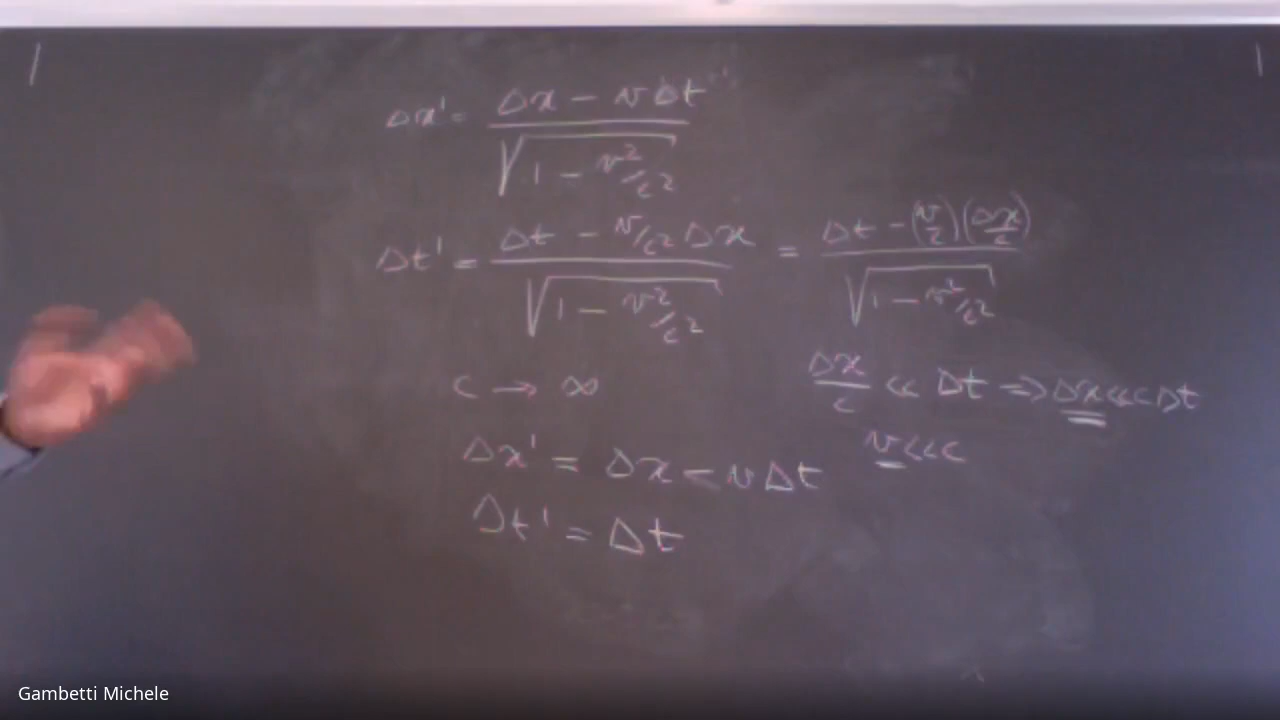 Δx' = (Δx - vΔt) / √(1 - v²/c²)
Δt' = (Δt - v/c² Δx) / √(1 - v²/c²) = (Δt - (v/c)(Δx/c)) / √(1 - v²/c²)
c → ∞
Δx/c << Δt => Δx << cΔt
v << c
Δx' = Δx - vΔt
Δt' = Δt
Gambetti Michele